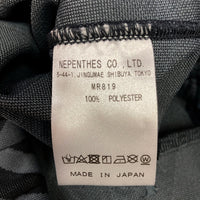 NEPENTHES CO., LTD.
5-44-1 JINGUMAE SHIBUYA TOKYO
MR819
100% POLYESTER
MADE IN JAPAN